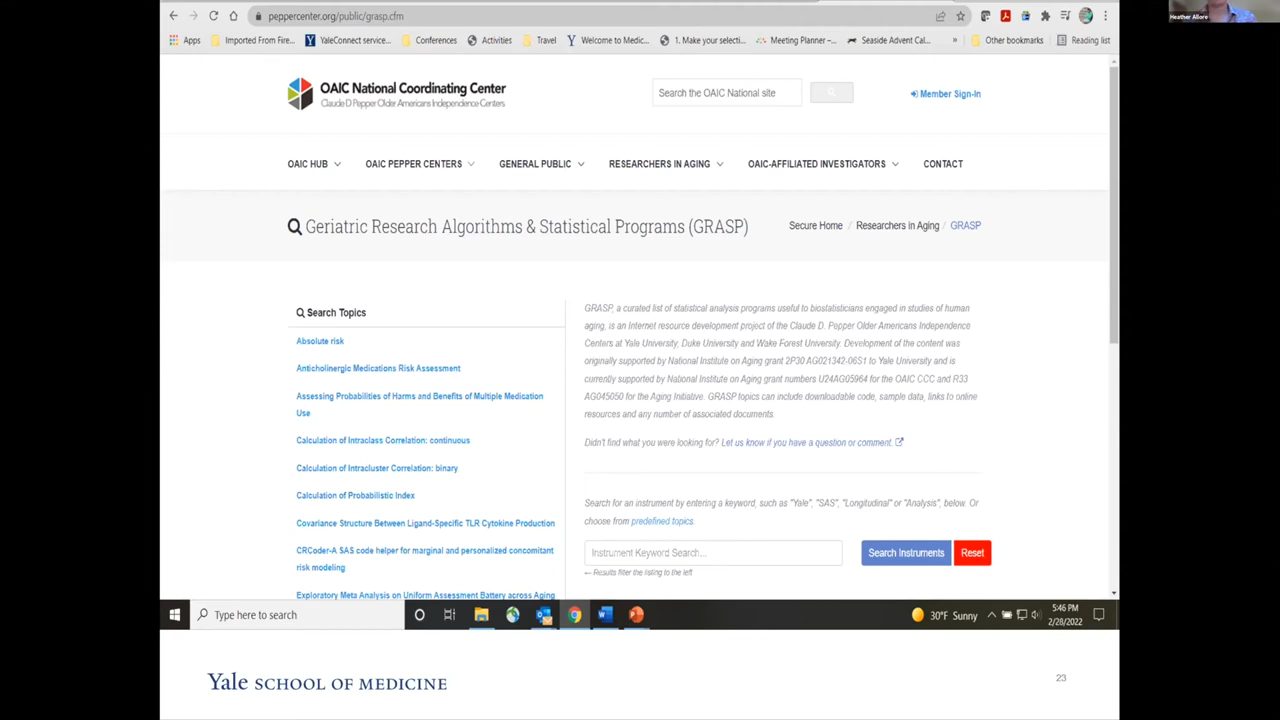 peppercenter.org/public/grasp.cfm
Heather Allore
Apps
Imported From Fire...
YaleConnect service...
Conferences
Activities
Travel
Welcome to Medic...
1. Make your selecti...
Meeting Planner –...
Seaside Advent Cal...
»
Other bookmarks
Reading list
OAIC National Coordinating Center
Claude D Pepper Older Americans Independence Centers
Search the OAIC National site
Member Sign-In
OAIC HUB
OAIC PEPPER CENTERS
GENERAL PUBLIC
RESEARCHERS IN AGING
OAIC-AFFILIATED INVESTIGATORS
CONTACT
Geriatric Research Algorithms & Statistical Programs (GRASP)
Secure Home / Researchers in Aging / GRASP
Search Topics
Absolute risk
Anticholinergic Medications Risk Assessment
Assessing Probabilities of Harms and Benefits of Multiple Medication
Use
Calculation of Intraclass Correlation: continuous
Calculation of Intracluster Correlation: binary
Calculation of Probabilistic Index
Covariance Structure Between Ligand-Specific TLR Cytokine Production
CRCoder-A SAS code helper for marginal and personalized concomitant
risk modeling
Exploratory Meta Analysis on Uniform Assessment Battery across Aging
GRASP, a curated list of statistical analysis programs useful to biostatisticians engaged in studies of human
aging, is an Internet resource development project of the Claude D. Pepper Older Americans Independence
Centers at Yale University, Duke University and Wake Forest University. Development of the content was
originally supported by National Institute on Aging grant 2P30 AG021342-06S1 to Yale University and is
currently supported by National Institute on Aging grant numbers U24AG05964 for the OAIC CCC and R33
AG045050 for the Aging Initiative. GRASP topics can include downloadable code, sample data, links to online
resources and any number of associated documents.
Didn't find what you were looking for? Let us know if you have a question or comment.
Search for an instrument by entering a keyword, such as "Yale", "SAS", "Longitudinal" or "Analysis", below. Or
choose from predefined topics.
Instrument Keyword Search...
Search Instruments
Reset
← Results filter the listing to the left
Type here to search
30°F Sunny
5:46 PM
2/28/2022
Yale SCHOOL OF MEDICINE
23